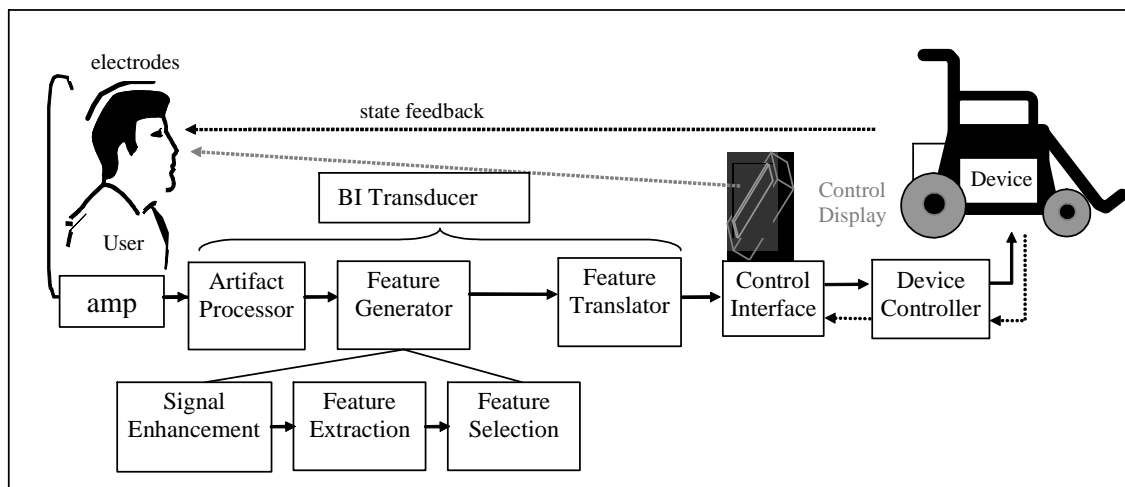 electrodes
state feedback
Control
Display
Device
BI Transducer
User
amp
Artifact
Processor
Feature
Generator
Feature
Translator
Control
Interface
Device
Controller
Signal
Enhancement
Feature
Extraction
Feature
Selection